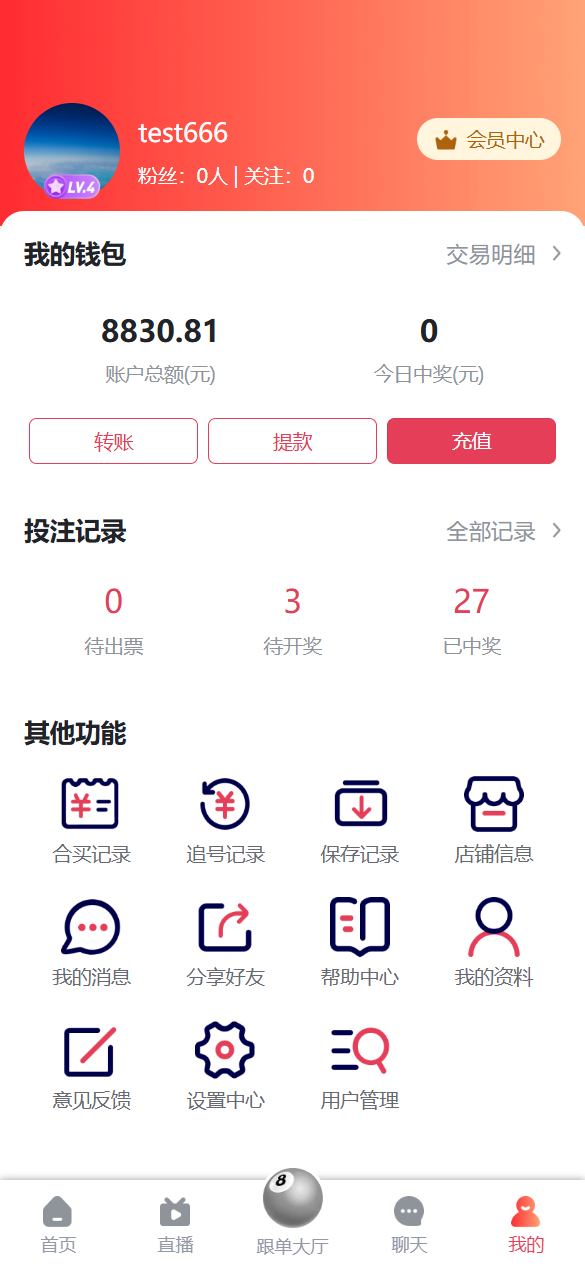 test666
会员中心
粉丝：0人 | 关注：0
LV.4
我的钱包
交易明细
8830.81
0
账户总额(元)
今日中奖(元)
转账
提款
充值
投注记录
全部记录
0
3
27
待出票
待开奖
已中奖
其他功能
合买记录
追号记录
保存记录
店铺信息
我的消息
分享好友
帮助中心
我的资料
意见反馈
设置中心
用户管理
8
首页
直播
跟单大厅
聊天
我的